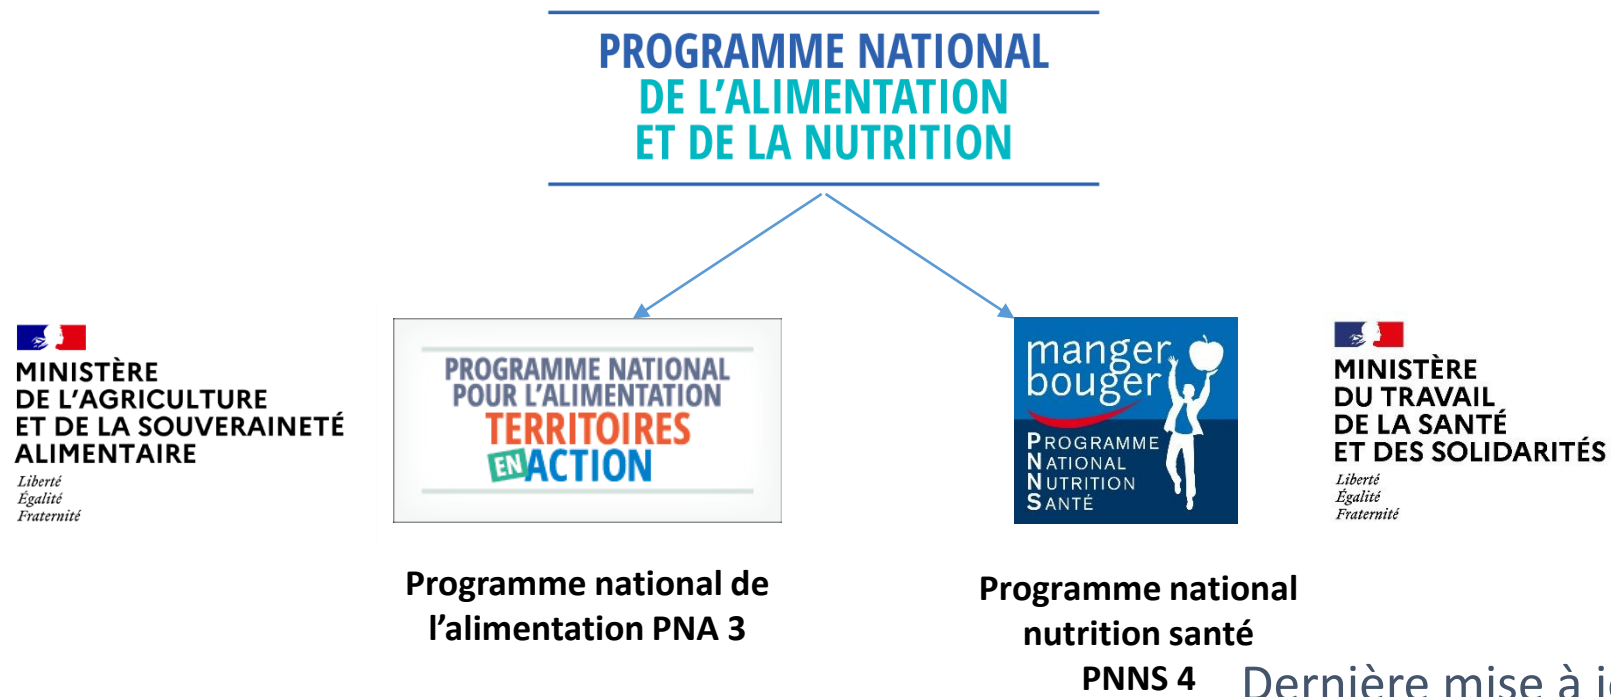 PROGRAMME NATIONAL
DE L'ALIMENTATION
ET DE LA NUTRITION
MINISTÈRE
DE L'AGRICULTURE
ET DE LA SOUVERAINETÉ
ALIMENTAIRE
Liberté
Égalité
Fraternité
PROGRAMME NATIONAL
POUR L'ALIMENTATION
TERRITOIRES
EN ACTION
manger
bouger
PROGRAMME
NATIONAL
NUTRITION
SANTÉ
MINISTÈRE
DU TRAVAIL
DE LA SANTÉ
ET DES SOLIDARITÉS
Liberté
Égalité
Fraternité
Programme national de
l'alimentation PNA 3
Programme national
nutrition santé
PNNS 4
Dernière mise à